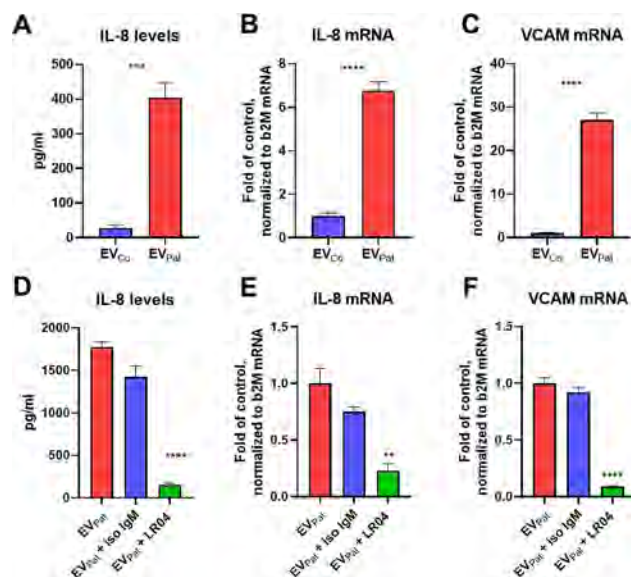 A IL-8 levels
pg/ml
500
400
300
200
100
0
EVCo EVPal
B IL-8 mRNA
Fold of control,
normalized to b2M mRNA
8
6
4
2
0
****
EVCo EVPal
C VCAM mRNA
Fold of control,
normalized to b2M mRNA
40
30
20
10
0
****
EVPal
D IL-8 levels
pg/ml
2000
1500
1000
500
0
****
EVPal
EVPal + iso IgM
EVPal + LR04
E IL-8 mRNA
Fold of control,
normalized to b2M mRNA
1.5
1.0
0.5
0.0
**
EVPal
EVPal + iso IgM
EVPal + LR04
F VCAM mRNA
Fold of control,
normalized to b2M mRNA
1.5
1.0
0.5
0.0
****
EVPal
EVPal + iso IgM
EVPal + LR04